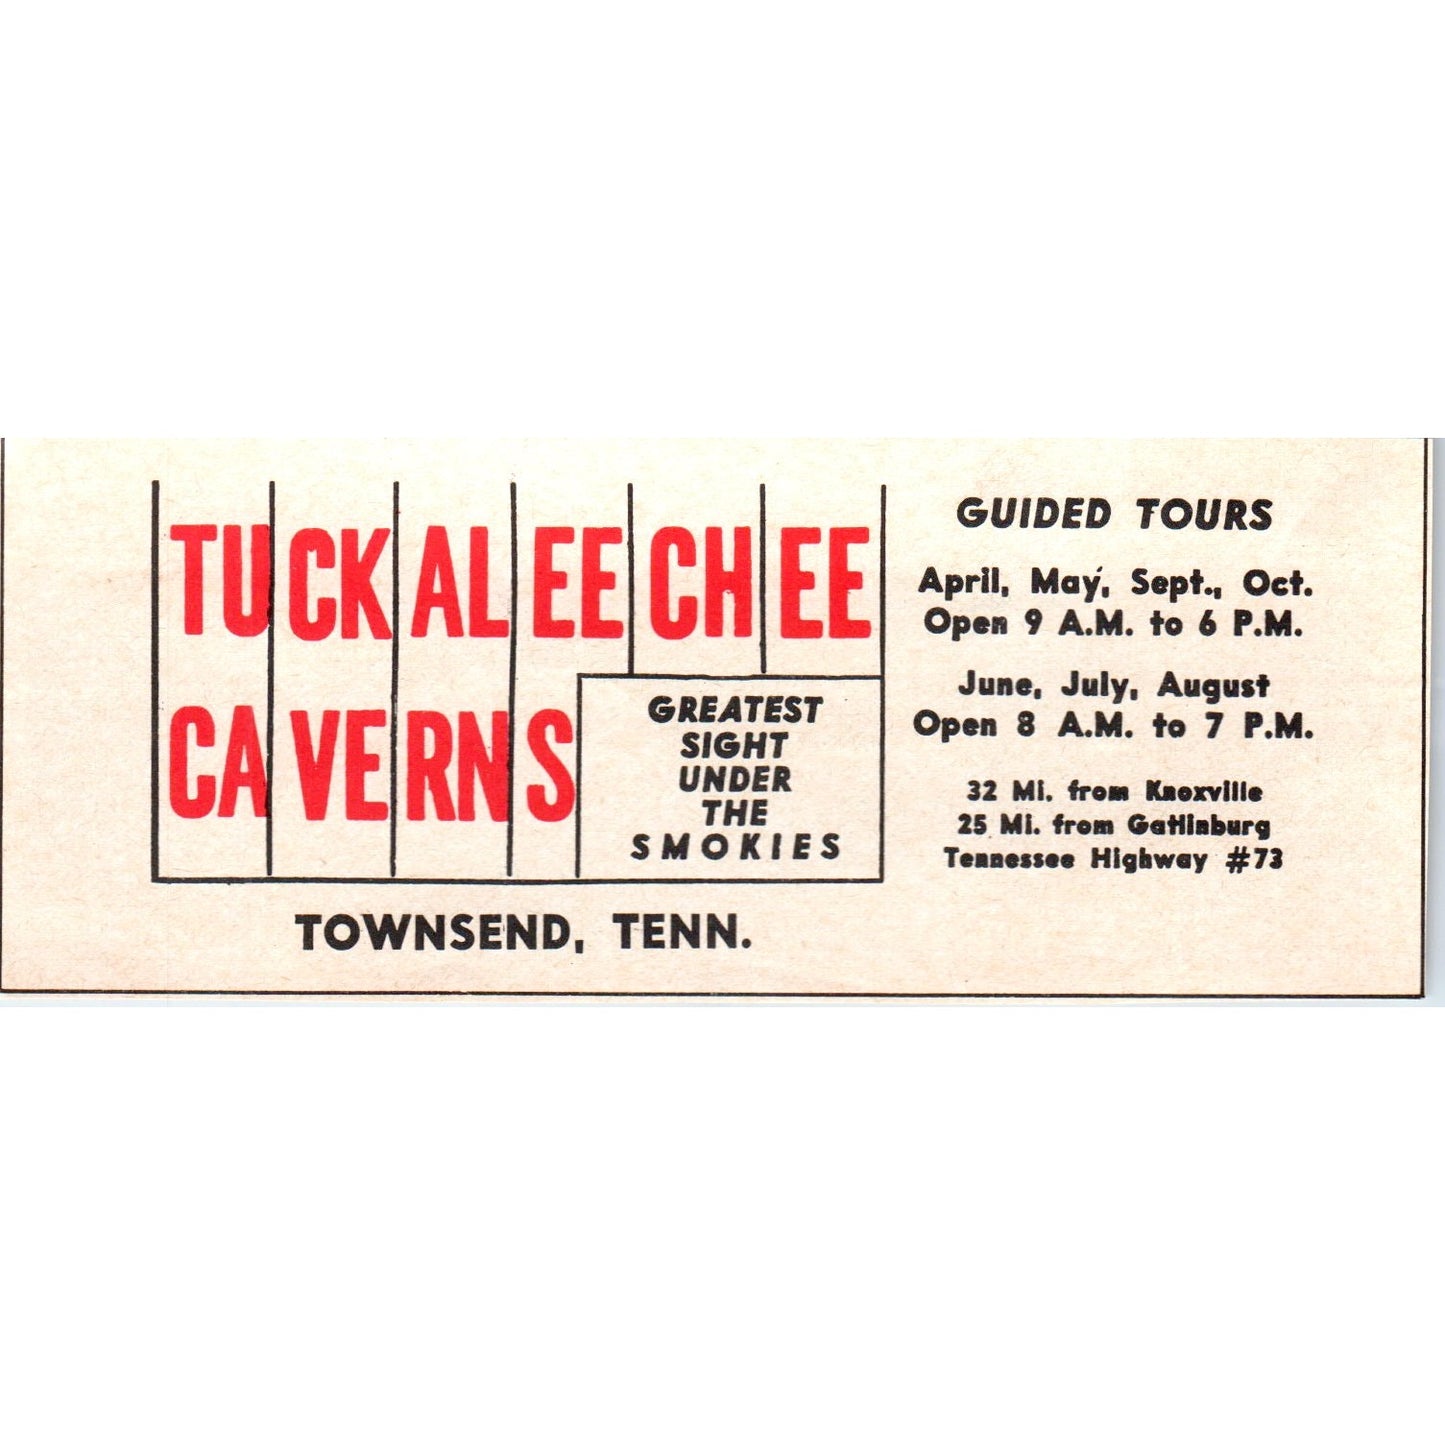 TUCKALEECHEE
CAVERNS
GREATEST
SIGHT
UNDER
THE
SMOKIES
TOWNSEND, TENN.
GUIDED TOURS
April, May, Sept., Oct.
Open 9 A.M. to 6 P.M.
June, July, August
Open 8 A.M. to 7 P.M.
32 Mi. from Knoxville
25 Mi. from Gatlinburg
Tennessee Highway #73